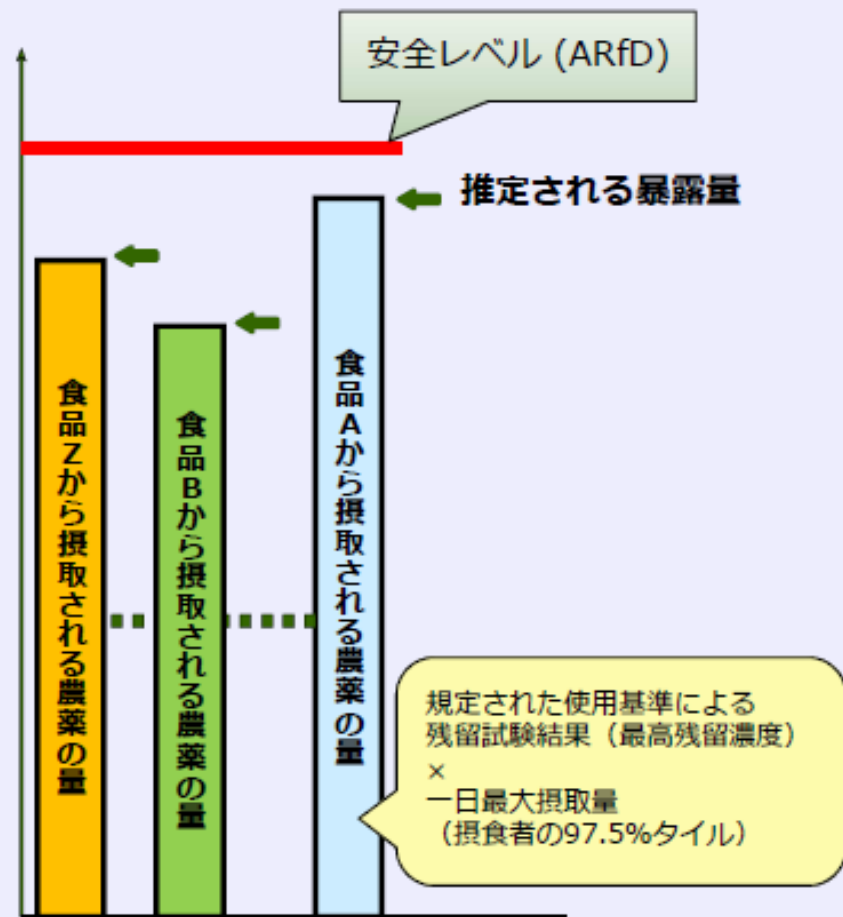 安全レベル (ARfD)
推定される暴露量
食品Zから摂取される農薬の量
食品Bから摂取される農薬の量
食品Aから摂取される農薬の量
規定された使用基準による
残留試験結果（最高残留濃度）
×
一日最大摂取量
（摂食者の97.5%タイル）